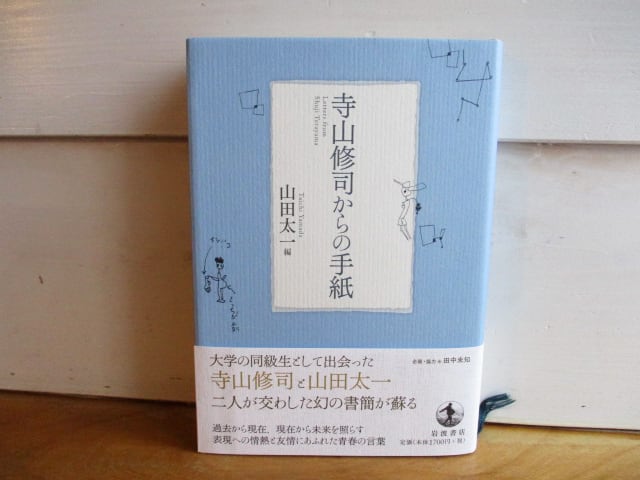 寺山修司からの手紙
Letters from
Shuji Terayama
山田太一 編
Taichi Yamada
大学の同級生として出会った
寺山修司と山田太一
二人が交わした幻の書簡が蘇る
過去から現在,現在から未来を照らす
表現への情熱と友情にあふれた青春の言葉
田中未知
岩波書店